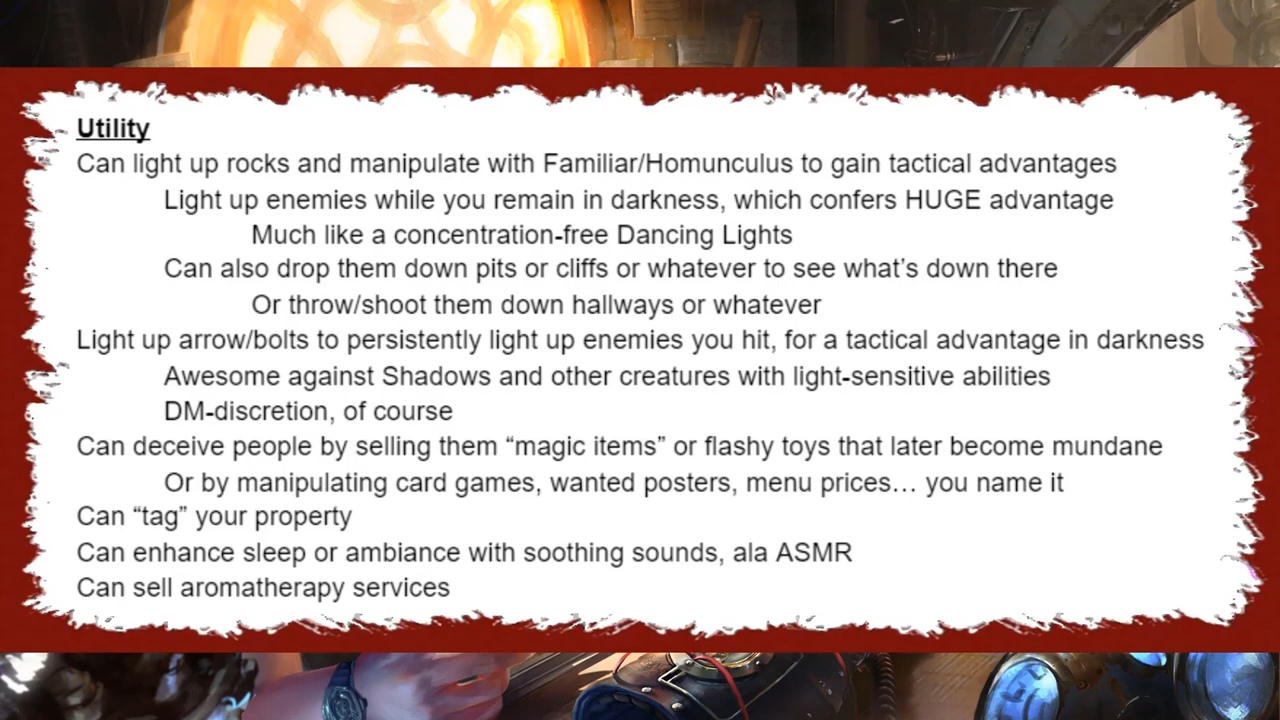 Utility
Can light up rocks and manipulate with Familiar/Homunculus to gain tactical advantages
Light up enemies while you remain in darkness, which confers HUGE advantage
Much like a concentration-free Dancing Lights
Can also drop them down pits or cliffs or whatever to see what’s down there
Or throw/shoot them down hallways or whatever
Light up arrow/bolts to persistently light up enemies you hit, for a tactical advantage in darkness
Awesome against Shadows and other creatures with light-sensitive abilities
DM-discretion, of course
Can deceive people by selling them “magic items” or flashy toys that later become mundane
Or by manipulating card games, wanted posters, menu prices… you name it
Can “tag” your property
Can enhance sleep or ambiance with soothing sounds, ala ASMR
Can sell aromatherapy services